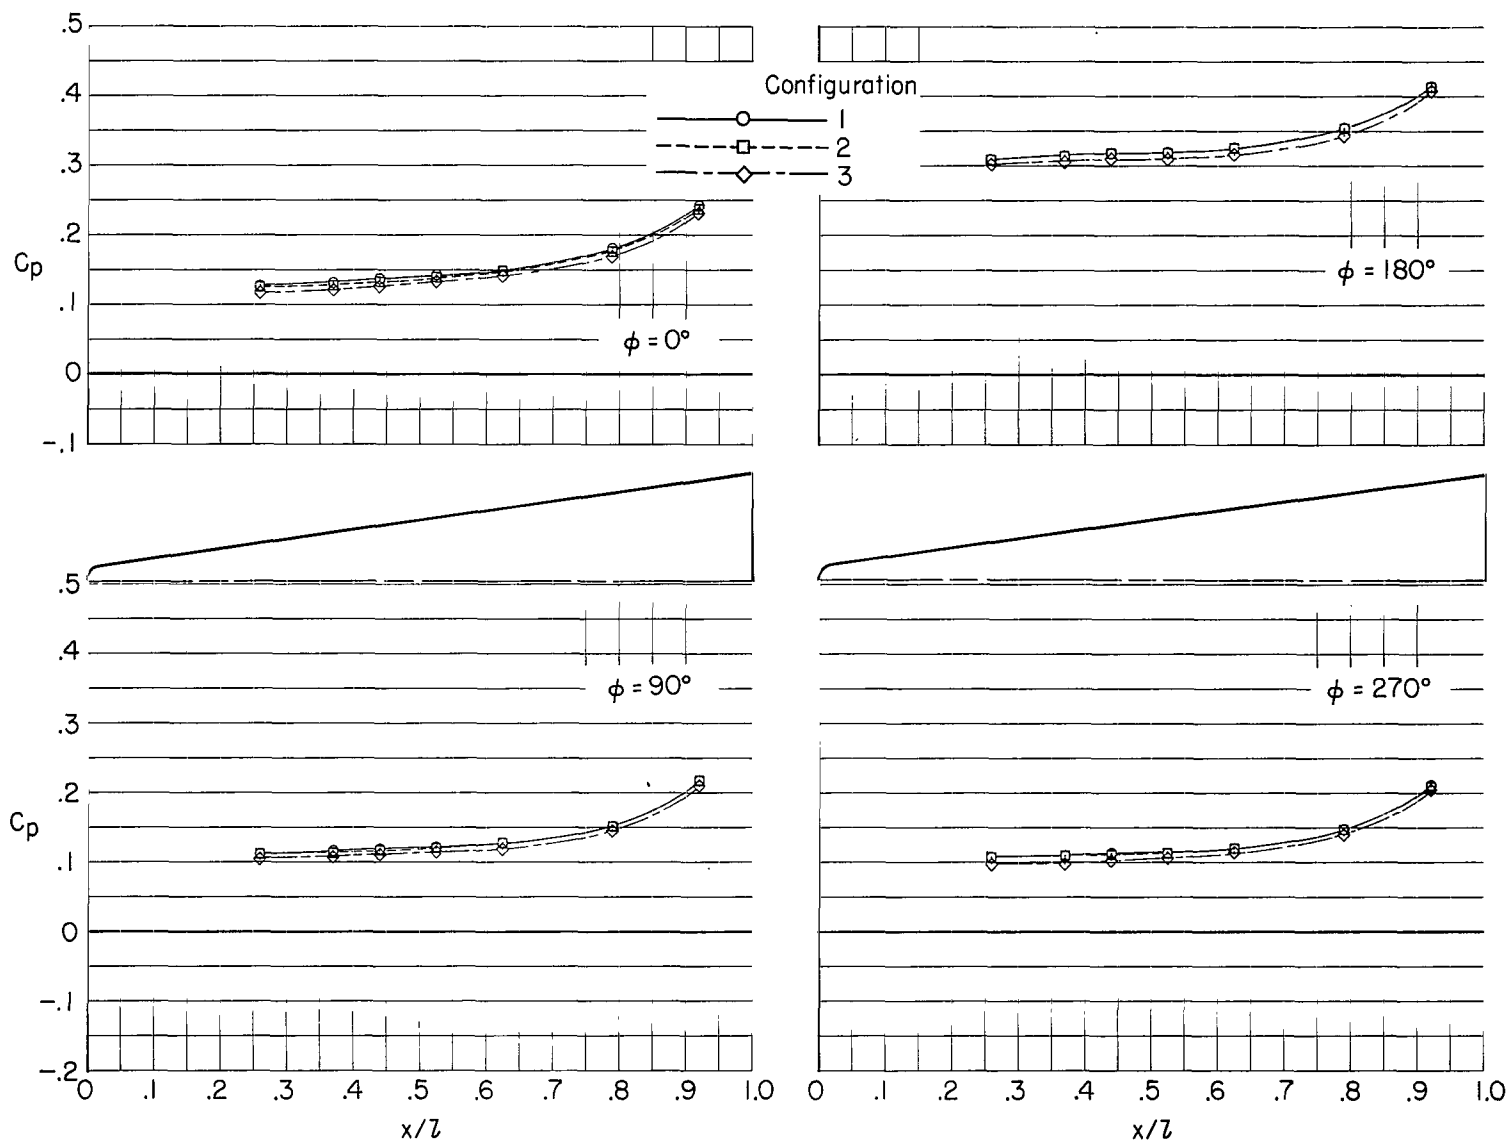 .5
.4
.3
.2
.1
0
-.1
Cp
Configuration
1
2
3
ϕ = 0°
ϕ = 180°
.5
.4
.3
.2
.1
0
-.1
-.2
Cp
ϕ = 90°
ϕ = 270°
0 .1 .2 .3 .4 .5 .6 .7 .8 .9 1.0
0 .1 .2 .3 .4 .5 .6 .7 .8 .9 1.0
x/l
x/l